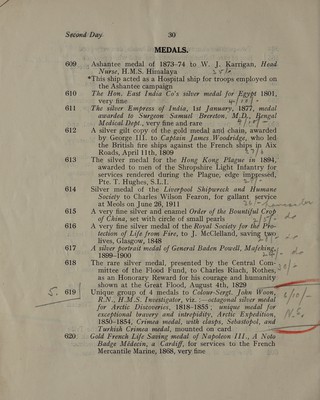 Second Day 30
MEDALS.
609 Ashantee medal of 1873-74 to W. J. Karrigan, Head
Nurse, H.M.S. Himalaya
*This ship acted as a Hospital ship for troops employed on
the Ashantee campaign
610 The Hon. East India Co's silver medal for Egypt 1801,
very fine
611 The silver Empress of India, 1st January, 1877, medal
awarded to Surgeon Samuel Brereton, M.D., Bengal
Medical Dept., very fine and rare
612 A silver gilt copy of the gold medal and chain, awarded
by George III. to Captain James Woodridge, who led
the British fire ships against the French ships in Aix
Roads, April 11th, 1809
613 The silver medal for the Hong Kong Plague in 1894,
awarded to men of the Shropshire Light Infantry for
services rendered during the Plague, edge impressed,
Pte. T. Hughes, S.L.I.
614 Silver medal of the Liverpool Shipwreck and Humane
Society to Charles Wilson Fearon, for gallant service
at Meols on June 26, 1911
615 A very fine silver and enamel Order of the Bountiful Crop
of China, set with circle of small pearls
616 A very fine silver medal of the Royal Society for the Pro-
tection of Life from Fire, to J. McClelland, saving two
lives, Glasgow, 1848
617 A silver portrait medal of General Baden Powell, Mafeking,
1899-1900
618 The rare silver medal, presented by the Central Com-
mittee of the Flood Fund, to Charles Riach, Rothes,
as an Honorary Reward for his courage and humanity
shown at the Great Flood, August 4th, 1829
5. 619 Unique group of 4 medals to Colour-Sergt. John Woon,
R.N., H.M.S. Investigator, viz. :—octagonal silver medal
for Arctic Discoveries, 1818-1855; unique medal for
exceptional bravery and intrepidity, Arctic Expedition,
1850-1854, Crimea medal, with clasps, Sebastopol, and
Turkish Crimea medal, mounted on card
620 Gold French Life Saving medal of Napoleon III., A Noto
Badge Médecin, a Cardiff, for services to the French
Mercantile Marine, 1868, very fine